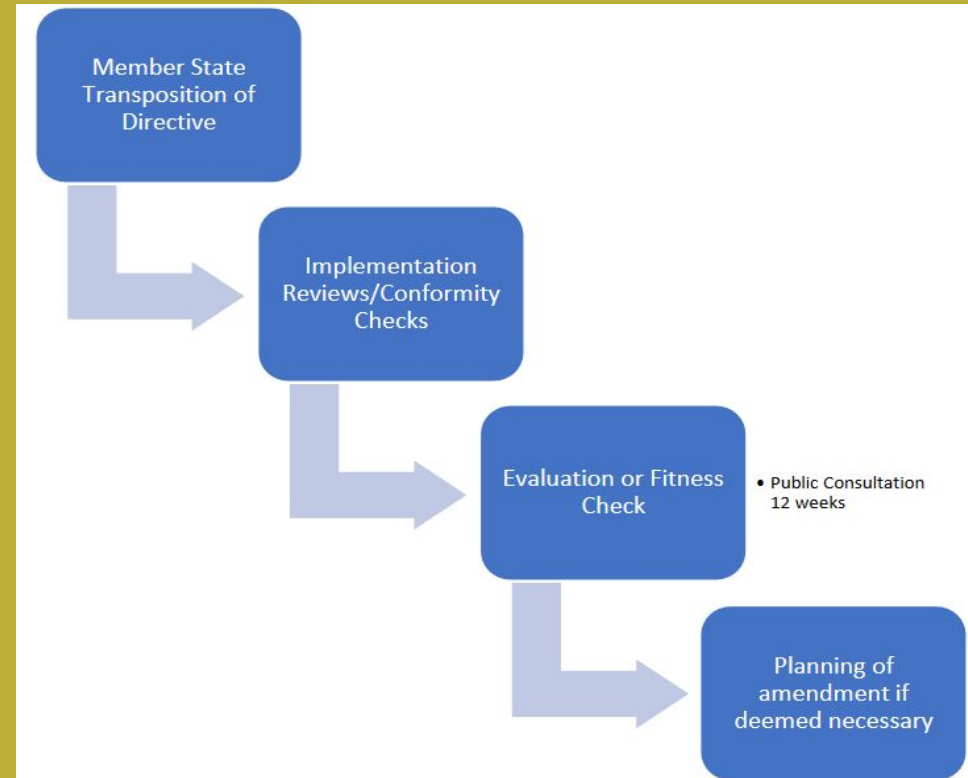 Member State
Transposition of
Directive
Implementation
Reviews/Conformity
Checks
Evaluation or Fitness
Check
• Public Consultation
12 weeks
Planning of
amendment if
deemed necessary